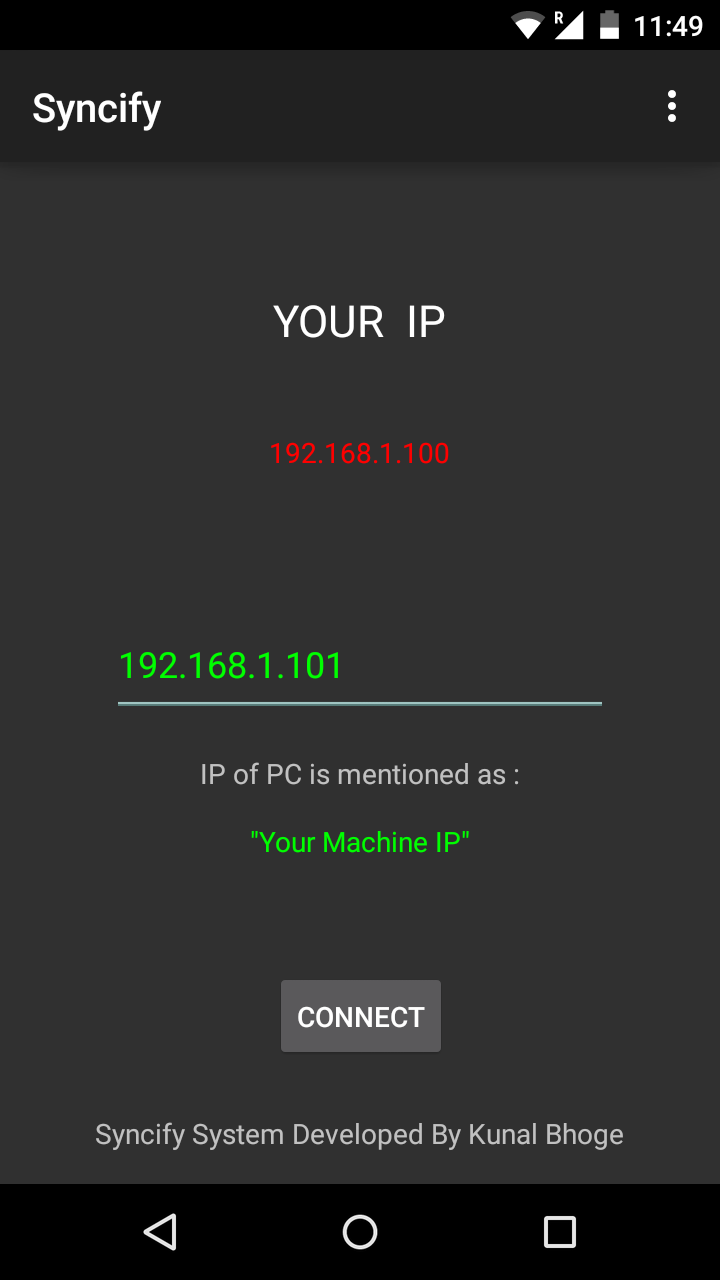 R 11:49
Syncify
YOUR IP
192.168.1.100
192.168.1.101
IP of PC is mentioned as :
"Your Machine IP"
CONNECT
Syncify System Developed By Kunal Bhoge